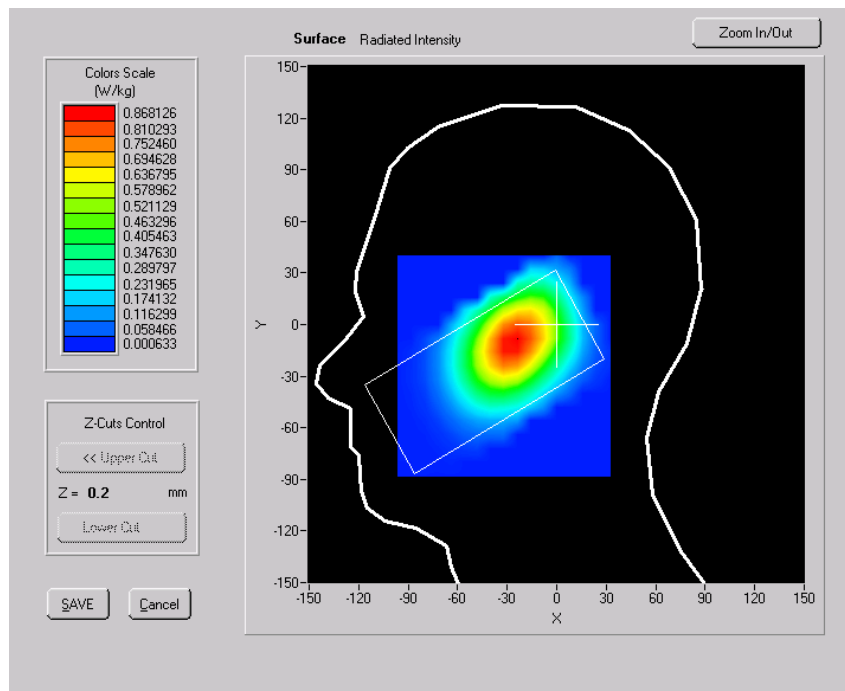 Surface Radiated Intensity
Zoom In/Out
Colors Scale
(W/kg)
0.868126
0.810293
0.752460
0.694628
0.636795
0.578962
0.521129
0.463296
0.405463
0.347630
0.289797
0.231965
0.174132
0.116299
0.058466
0.000633
Z-Cuts Control
<< Upper Cut
Z = 0.2 mm
Lower Cut
SAVE
Cancel
150
120
90
60
30
0
-30
-60
-90
-120
-150
Y
-150 -120 -90 -60 -30 0 30 60 90 120 150
X